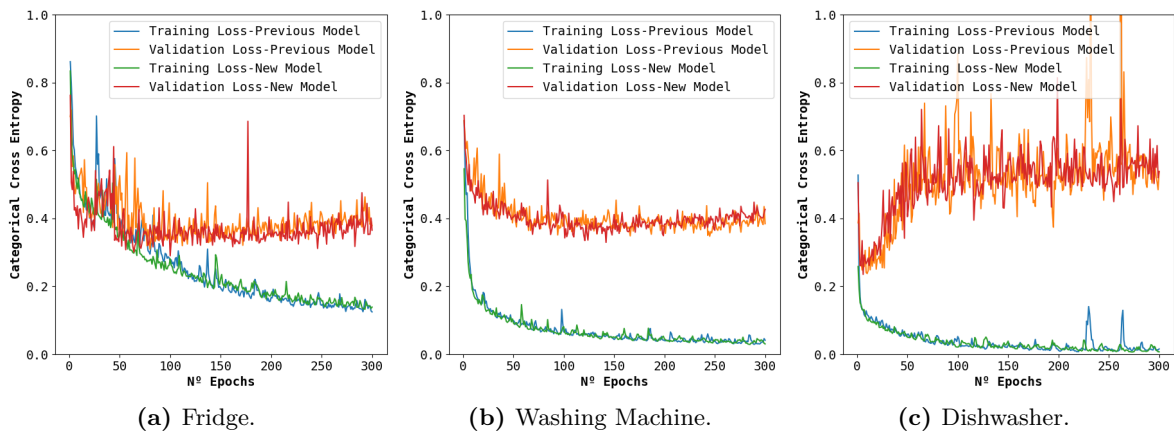 1.0
0.8
0.6
0.4
0.2
0.0
Categorical Cross Entropy
0 50 100 150 200 250 300
Nº Epochs
Training Loss-Previous Model
Validation Loss-Previous Model
Training Loss-New Model
Validation Loss-New Model
(a) Fridge.
1.0
0.8
0.6
0.4
0.2
0.0
Categorical Cross Entropy
0 50 100 150 200 250 300
Nº Epochs
Training Loss-Previous Model
Validation Loss-Previous Model
Training Loss-New Model
Validation Loss-New Model
(b) Washing Machine.
1.0
0.8
0.6
0.4
0.2
0.0
Categorical Cross Entropy
0 50 100 150 200 250 300
Nº Epochs
Training Loss-Previous Model
Validation Loss-Previous Model
Training Loss-New Model
Validation Loss-New Model
(c) Dishwasher.